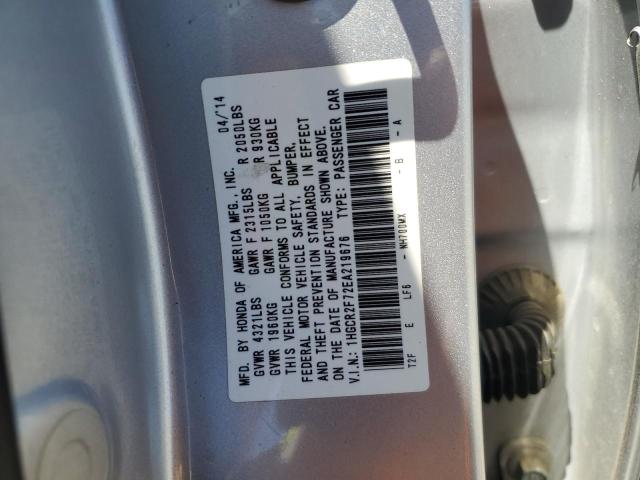 MFD. BY HONDA OF AMERICA MFG., INC. 04/'14
GVWR 4321LBS GAWR F 2315LBS R 2050LBS
GVWR 1960KG GAWR F 1050KG R 930KG
THIS VEHICLE CONFORMS TO ALL APPLICABLE
FEDERAL MOTOR VEHICLE SAFETY, BUMPER,
AND THEFT PREVENTION STANDARDS IN EFFECT
ON THE DATE OF MANUFACTURE SHOWN ABOVE.
V.I.N.: 1HGCR2F72EA219676 TYPE: PASSENGER CAR
T2F E LF6 - NH700MX - B - A